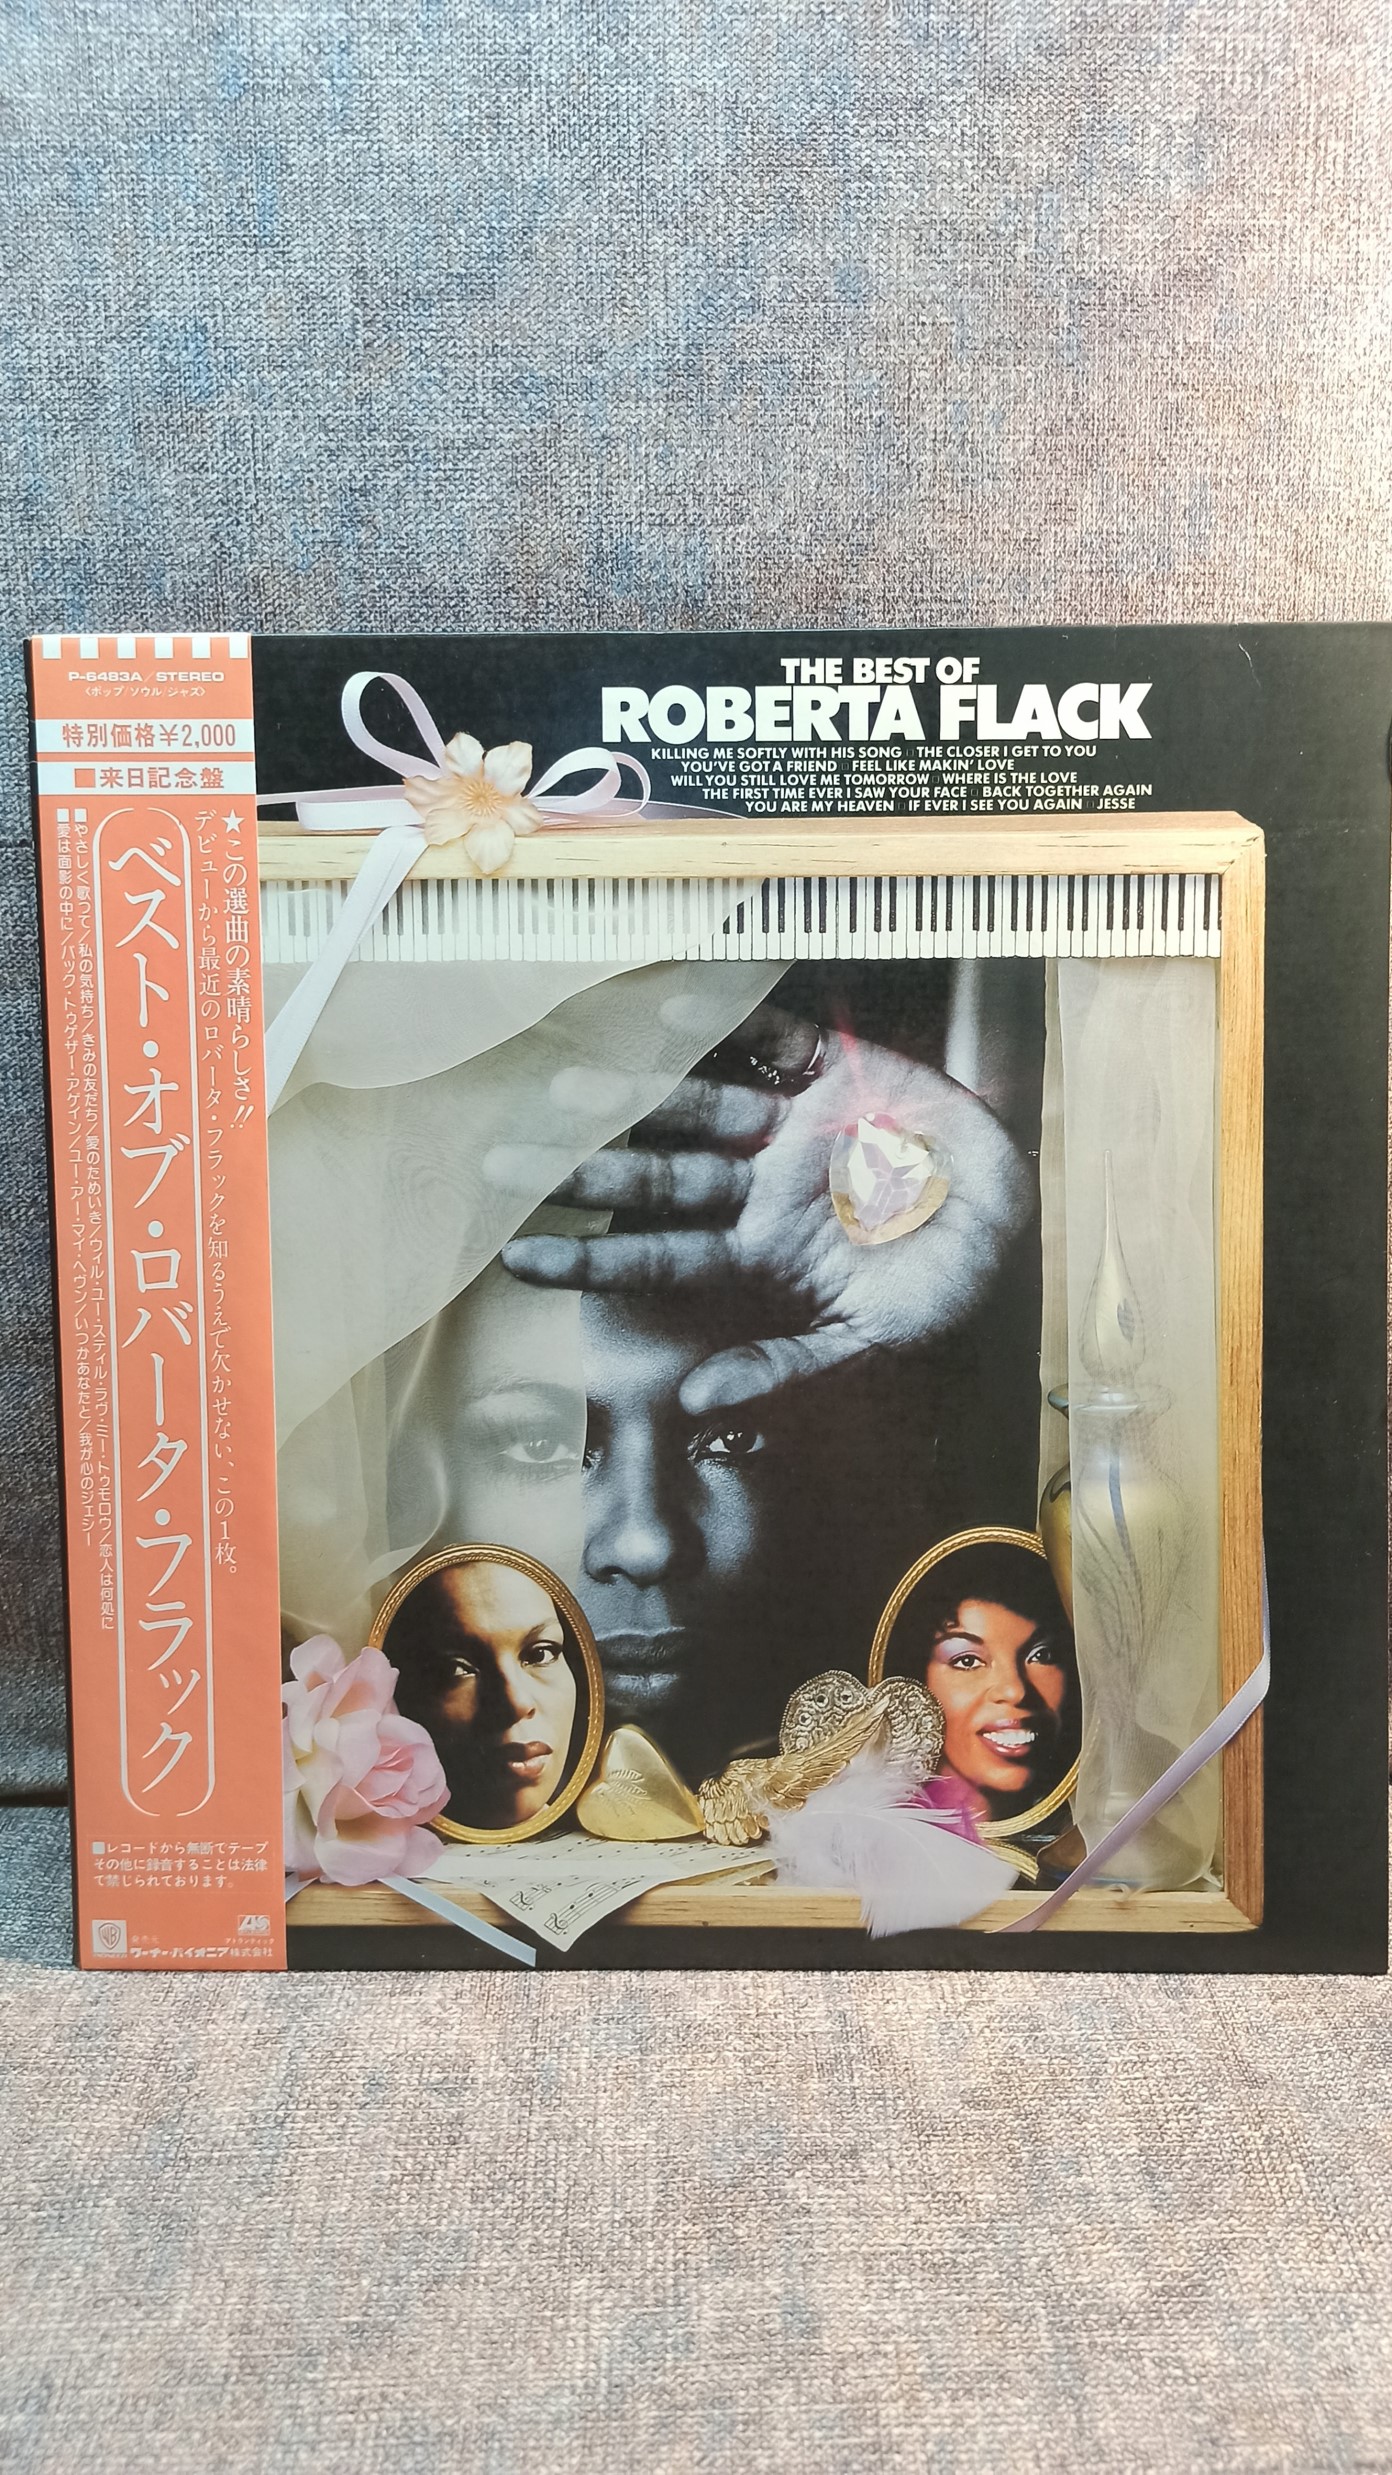 P-6483A/STEREO
〈ポップ/ソウル/ジャズ〉
特別価格¥2,000
■来日記念盤
★この選曲の素晴らしさ!!
デビューから最近のロバータ・フラックを知るうえで欠かせない、この1枚。
ベスト・オブ・ロバータ・フラック
■やさしく歌って/私の気持ち/きみの友だち/愛のためいき/ウィル・ユー・スティル・ラヴ・ミー・トゥモロウ/恋人は何処に
■愛は面影の中に/バック・トゥゲザー・アゲイン/ユー・アー・マイ・ヘヴン/いつかあなたと/我が心のジェシー
■レコードから無断でテープ
その他に録音することは法律
で禁じられております。
WB
PIONEER
発売元
ワーナー・パイオニア株式会社
アトランティック
THE BEST OF
ROBERTA FLACK
KILLING ME SOFTLY WITH HIS SONG □ THE CLOSER I GET TO YOU
YOU'VE GOT A FRIEND □ FEEL LIKE MAKIN' LOVE
WILL YOU STILL LOVE ME TOMORROW □ WHERE IS THE LOVE
THE FIRST TIME EVER I SAW YOUR FACE □ BACK TOGETHER AGAIN
YOU ARE MY HEAVEN □ IF EVER I SEE YOU AGAIN □ JESSE